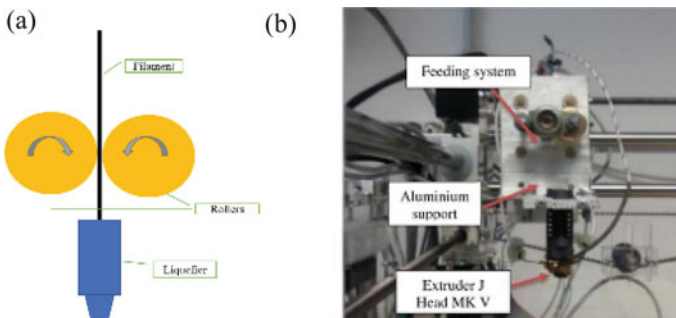 (a)
Filament
Rollers
Liquefier
(b)
Feeding system
Aluminium
support
Extruder J
Head MK V